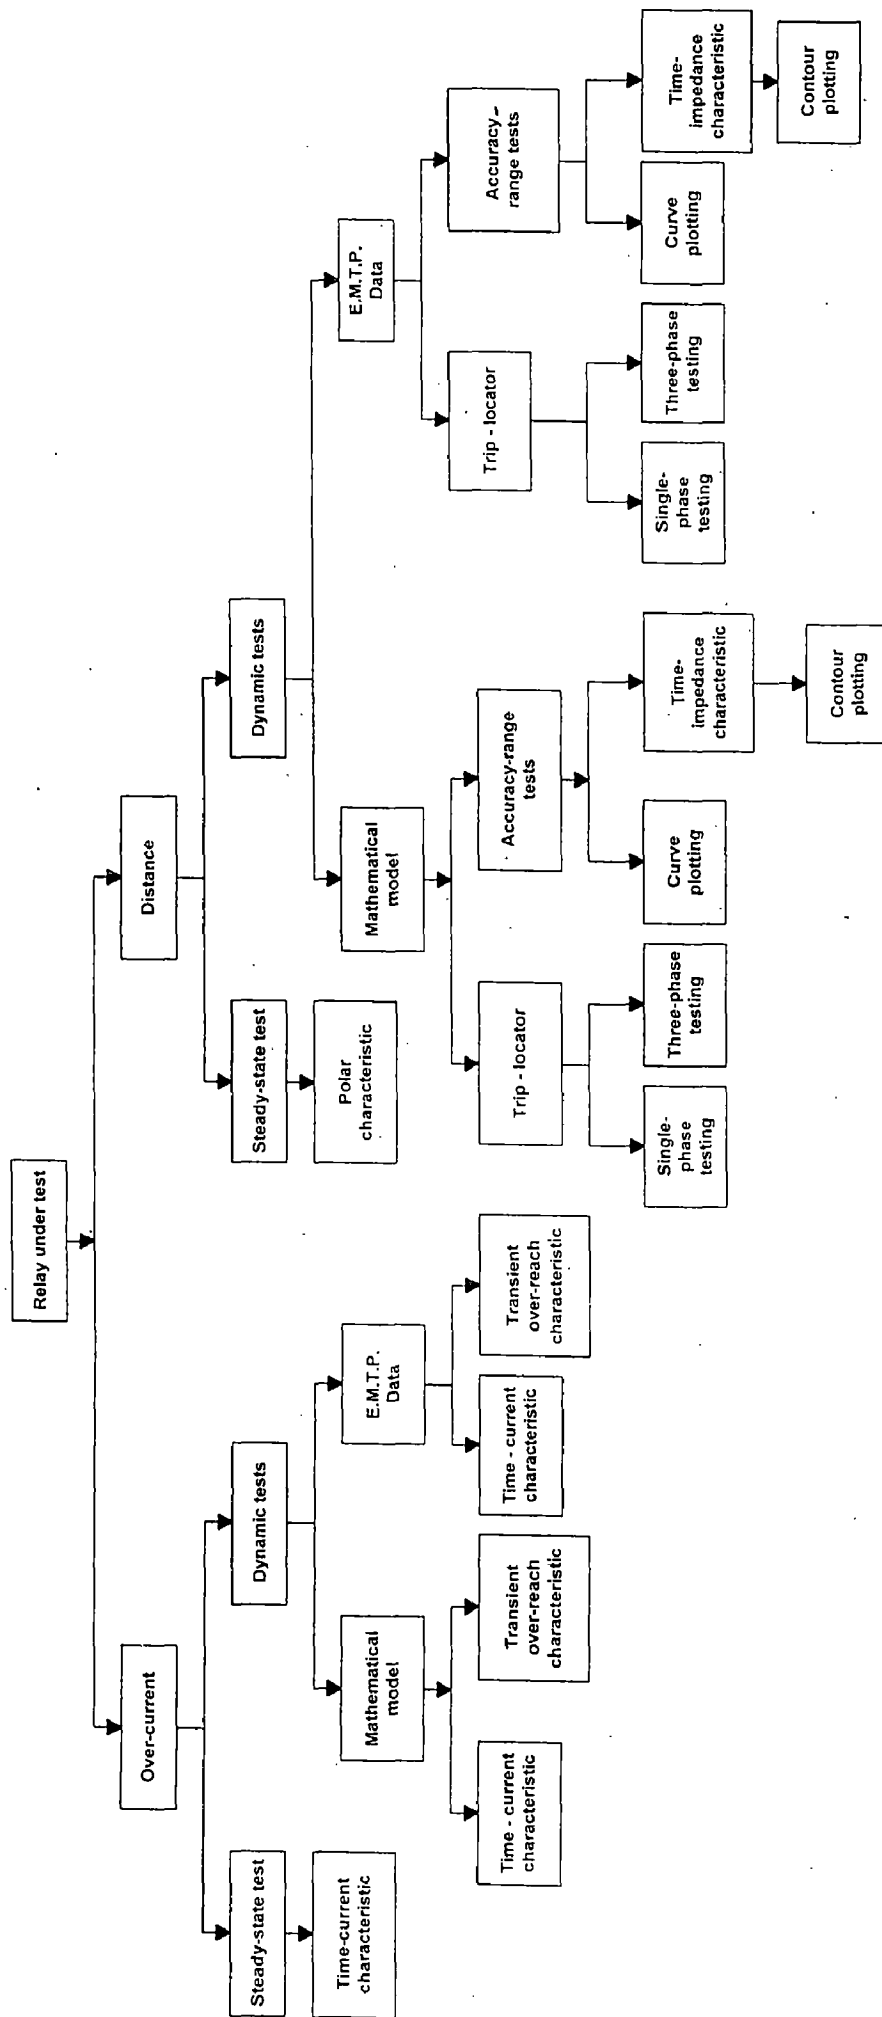 Relay under test
Over-current
Distance
Steady-state test
Dynamic tests
Steady-state test
Dynamic tests
Time-current
characteristic
Mathematical
model
E.M.T.P.
Data
Polar
characteristic
Mathematical
model
E.M.T.P.
Data
Time - current
characteristic
Transient
over-reach
characteristic
Time - current
characteristic
Transient
over-reach
characteristic
Trip - locator
Accuracy-range
tests
Trip - locator
Accuracy-
range tests
Single-
phase
testing
Three-phase
testing
Curve
plotting
Time-
impedance
characteristic
Single-
phase
testing
Three-phase
testing
Curve
plotting
Time-
impedance
characteristic
Contour
plotting
Contour
plotting